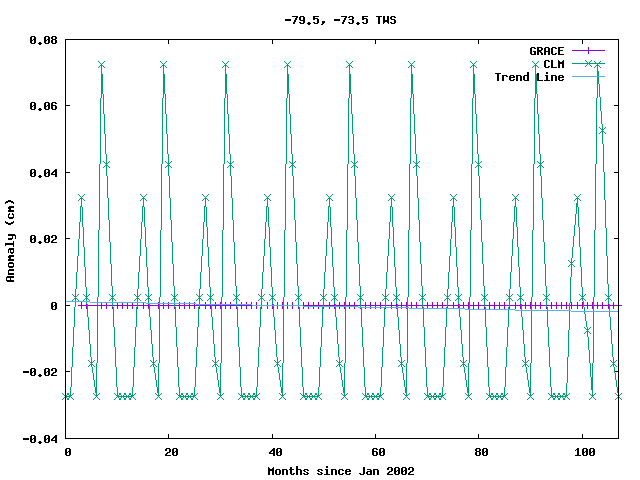 -79.5, -73.5 TWS
0.08
0.06
0.04
0.02
0
-0.02
-0.04
Anomaly (cm)
GRACE
CLM
Trend Line
0 20 40 60 80 100
Months since Jan 2002